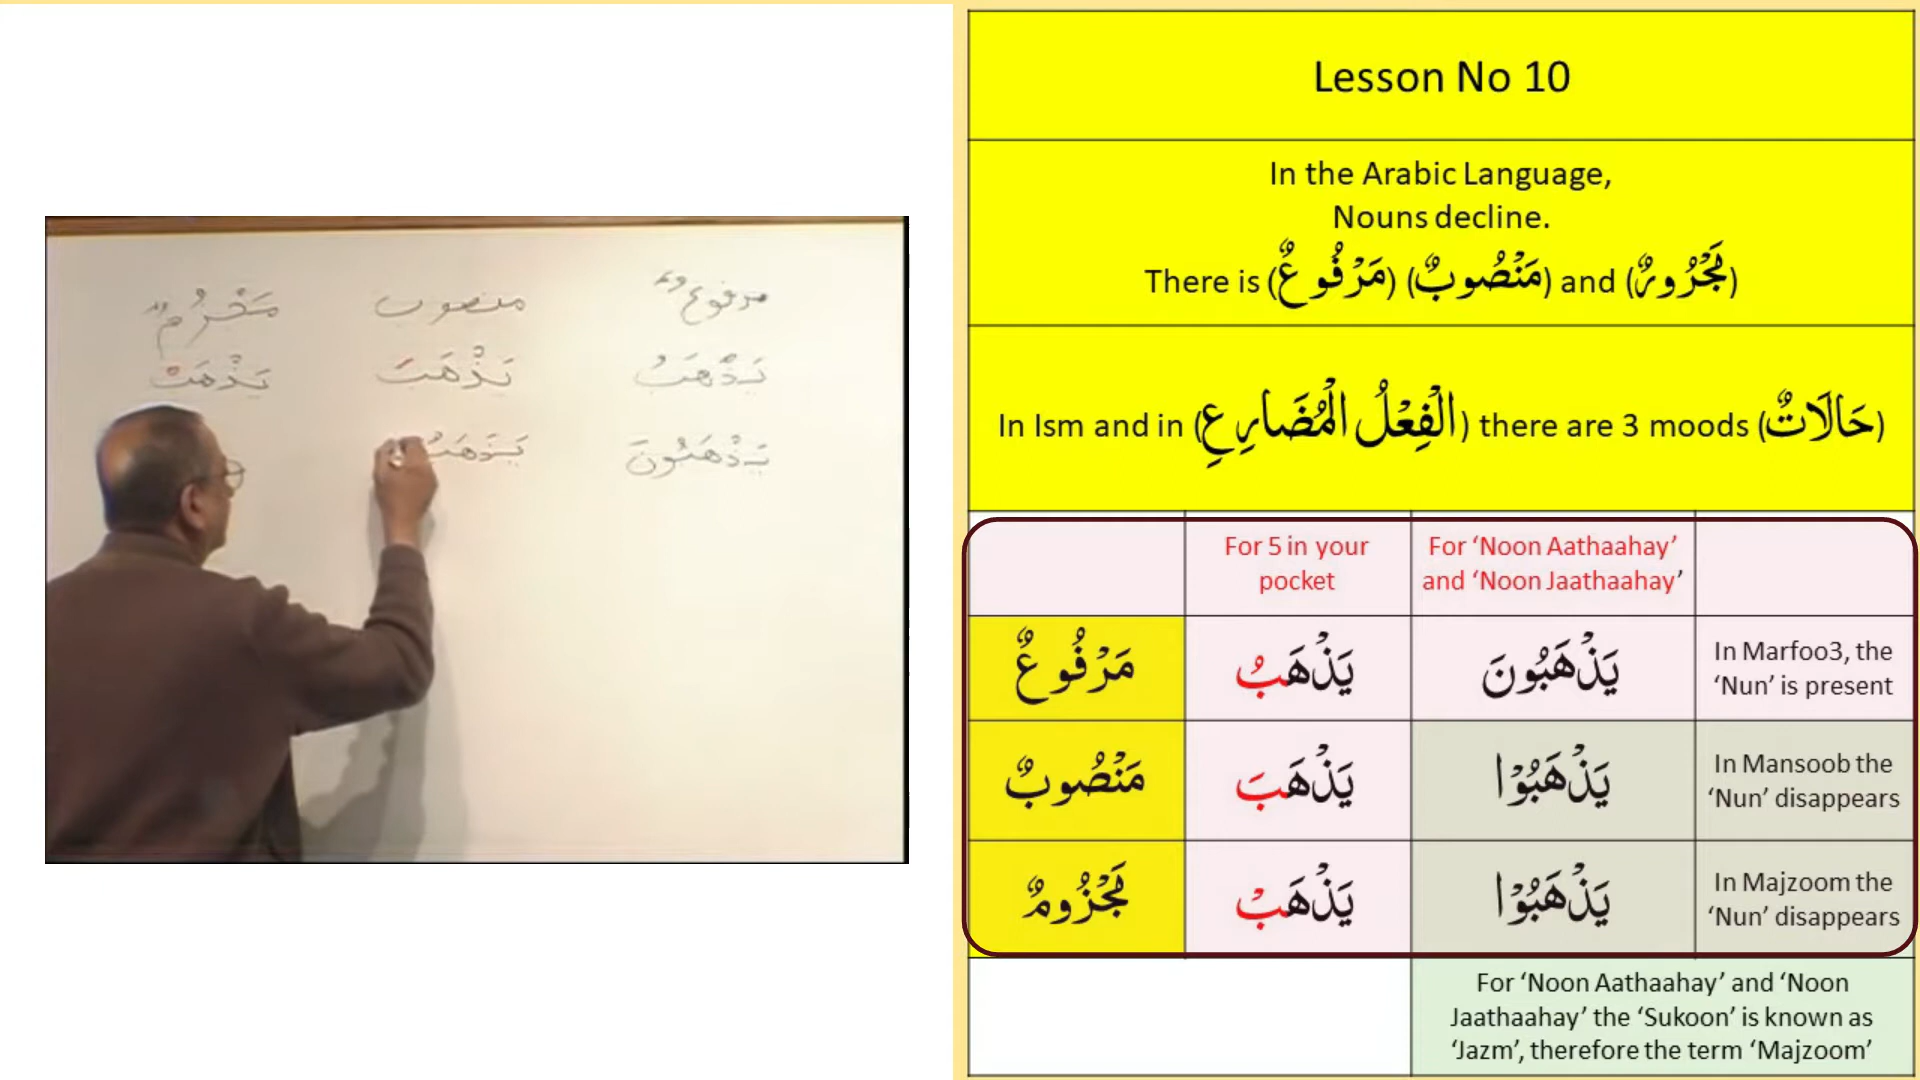 مرفوعٌ منصوب مَجْزُومٌ
يَذْهَبُ يَذْهَبَ يَذْهَبْ
يَذْهَبُونَ يَذْهَبُ
Lesson No 10
In the Arabic Language,
Nouns decline.
There is (مَرْفُوعٌ) (مَنْصُوبٌ) and (مَجْرُورٌ)
In Ism and in (الْفِعْلُ الْمُضَارِعِ) there are 3 moods (حَالَاتٌ)
For 5 in your
pocket
For ‘Noon Aathaahay’
and ‘Noon Jaathaahay’
مَرْفُوعٌ
يَذْهَبُ
يَذْهَبُونَ
In Marfoo3, the
‘Nun’ is present
مَنْصُوبٌ
يَذْهَبَ
يَذْهَبُوْا
In Mansoob the
‘Nun’ disappears
مَجْزُومٌ
يَذْهَبْ
يَذْهَبُوْا
In Majzoom the
‘Nun’ disappears
For ‘Noon Aathaahay’ and ‘Noon
Jaathaahay’ the ‘Sukoon’ is known as
‘Jazm’, therefore the term ‘Majzoom’